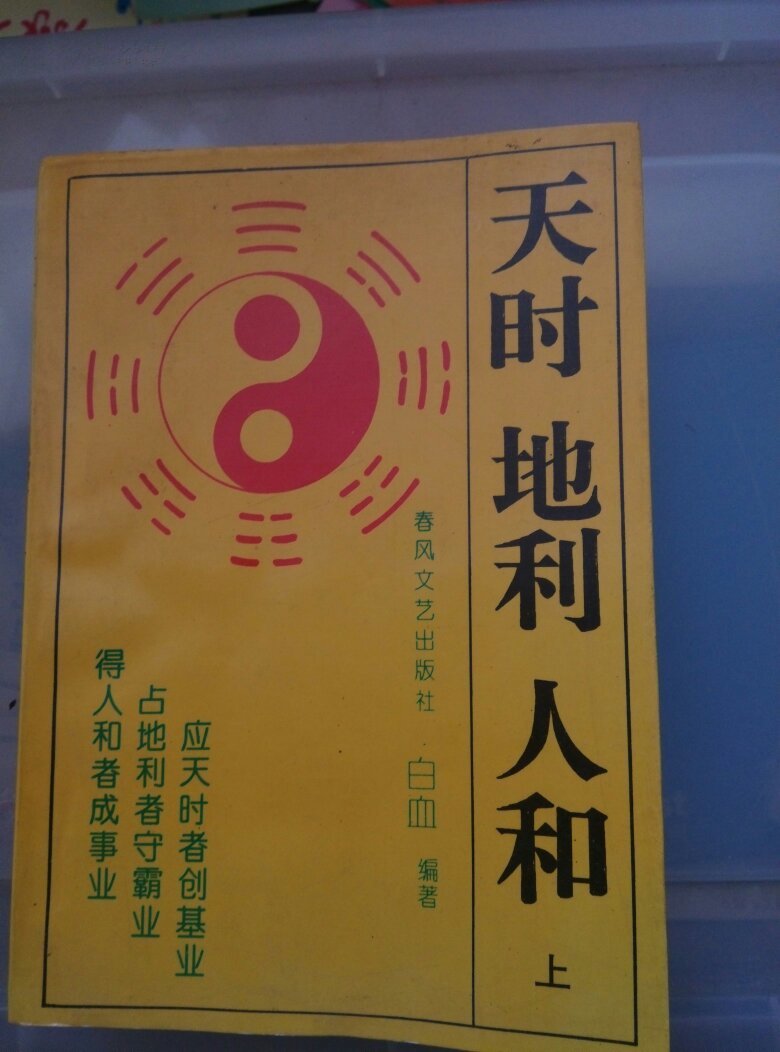 天时 地利 人和 上
春风文艺出版社·白血 编著
应天时者创基业
占地利者守霸业
得人和者成事业